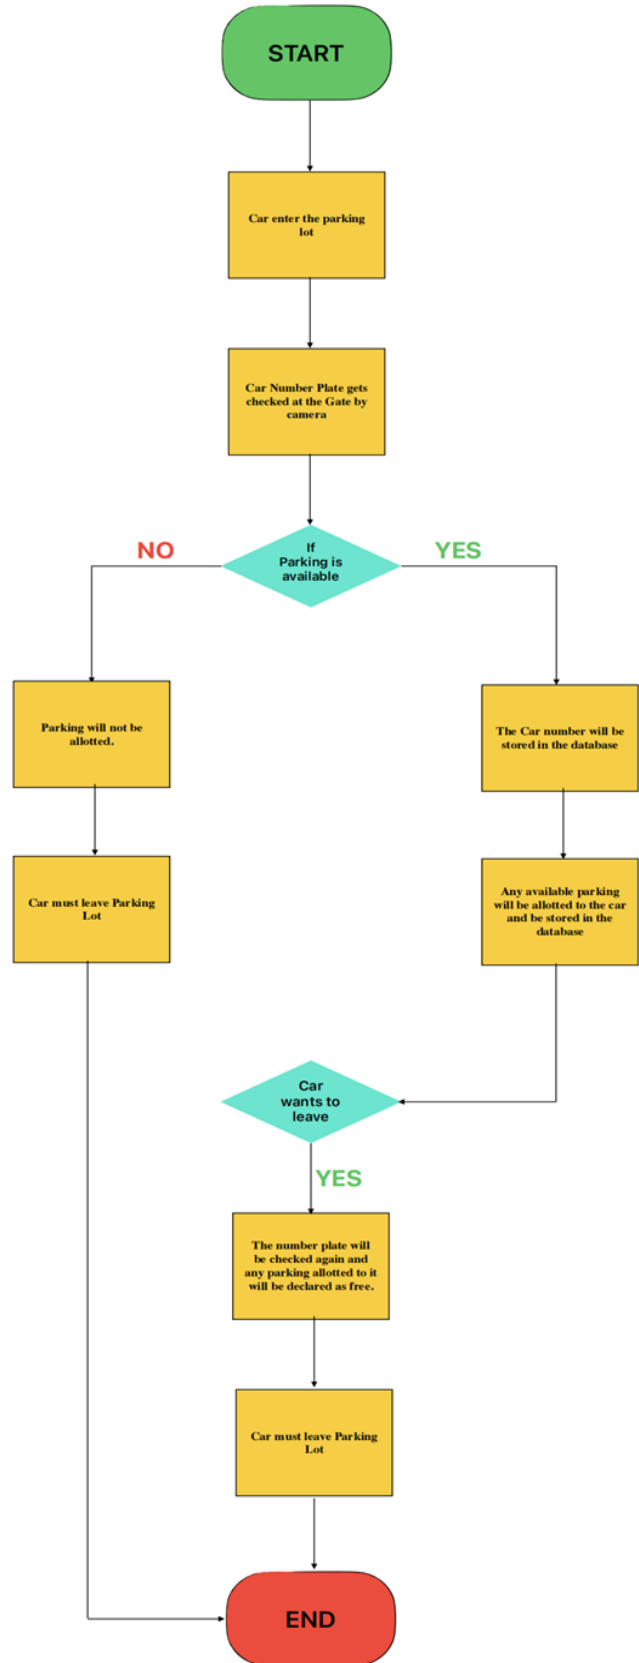 START
Car enter the parking
lot
Car Number Plate gets
checked at the Gate by
camera
If
Parking is
available
NO
YES
Parking will not be
allotted.
The Car number will be
stored in the database
Car must leave Parking
Lot
Any available parking
will be allotted to the car
and be stored in the
database
Car
wants to
leave
YES
The number plate will
be checked again and
any parking allotted to it
will be declared as free.
Car must leave Parking
Lot
END